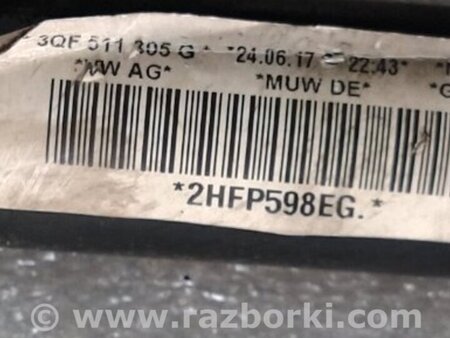 3QF 511 305 G * *24.06.17 22:43*
*VW AG* *MUW DE* *G
*2HFP598EG.*
© www.razborki.com